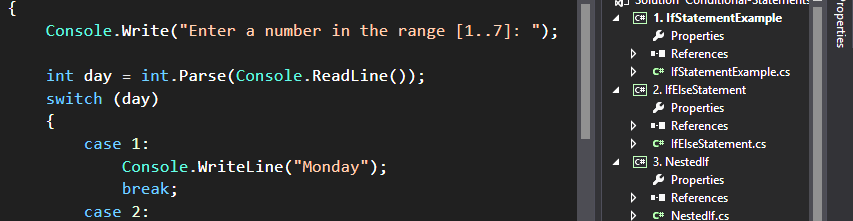 {
Console.Write("Enter a number in the range [1..7]: ");
int day = int.Parse(Console.ReadLine());
switch (day)
{
case 1:
Console.WriteLine("Monday");
break;
case 2:
Solution 'Conditional-Statements
C# 1. IfStatementExample
Properties
References
C# IfStatementExample.cs
C# 2. IfElseStatement
Properties
References
C# IfElseStatement.cs
C# 3. NestedIf
Properties
References
C# NestedIf.cs
Properties